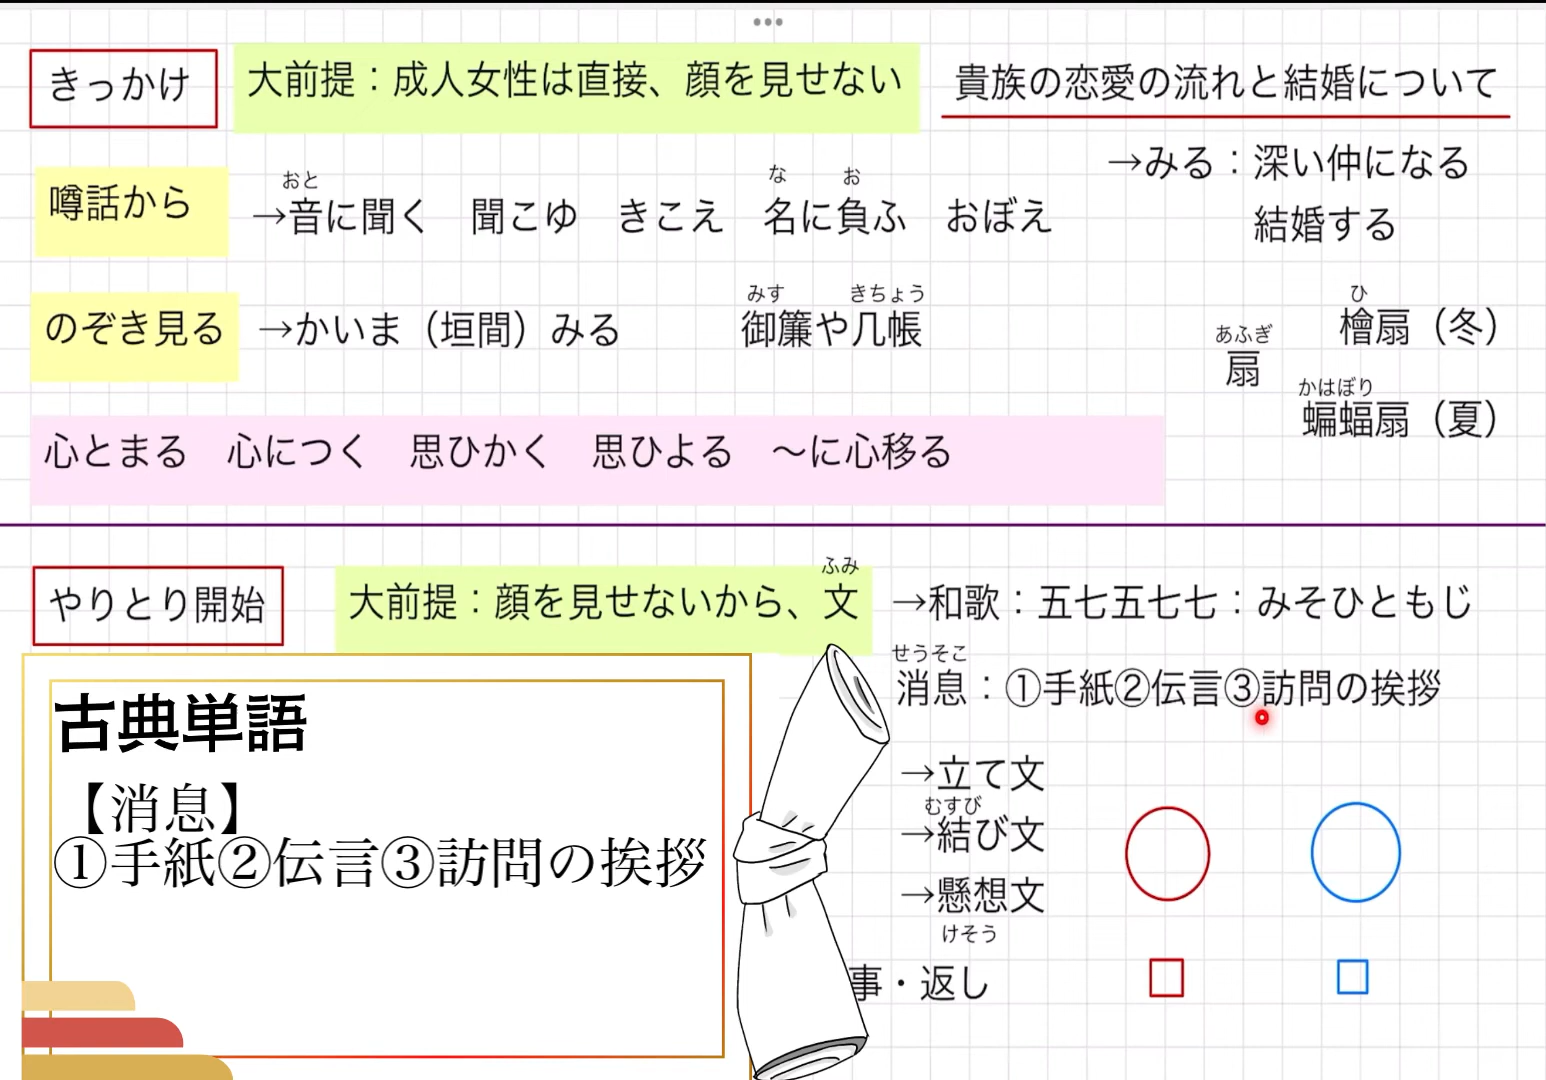 きっかけ
大前提：成人女性は直接、顔を見せない
貴族の恋愛の流れと結婚について
→みる：深い仲になる
結婚する
噂話から
おと
な
お
→音に聞く 聞こゆ きこえ 名に負ふ おぼえ
のぞき見る
→かいま（垣間）みる
みす
きちょう
御簾や几帳
あふぎ
扇
ひ
檜扇（冬）
かはぼり
蝙蝠扇（夏）
心とまる 心につく 思ひかく 思ひよる 〜に心移る
やりとり開始
ふみ
大前提：顔を見せないから、文
→和歌：五七五七七：みそひともじ
せうそこ
消息：①手紙②伝言③訪問の挨拶
→立て文
むすび
→結び文
→懸想文
けそう
事・返し
古典単語
【消息】
①手紙②伝言③訪問の挨拶